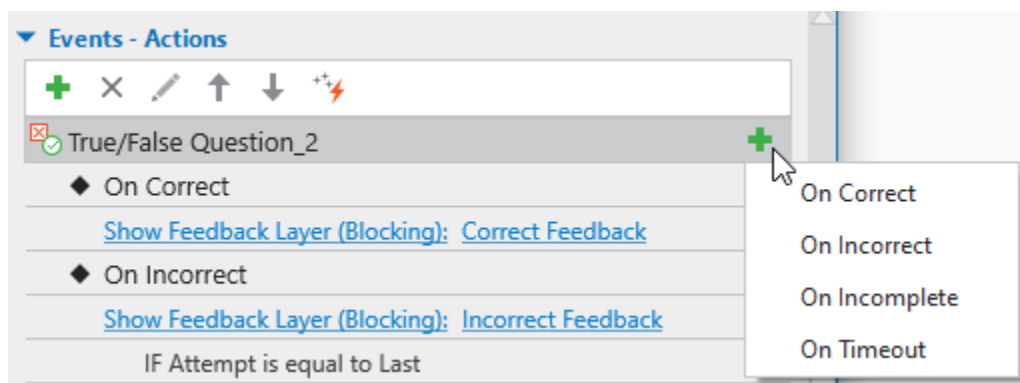 Events - Actions
True/False Question_2
On Correct
Show Feedback Layer (Blocking): Correct Feedback
On Incorrect
Show Feedback Layer (Blocking): Incorrect Feedback
IF Attempt is equal to Last
On Correct
On Incorrect
On Incomplete
On Timeout